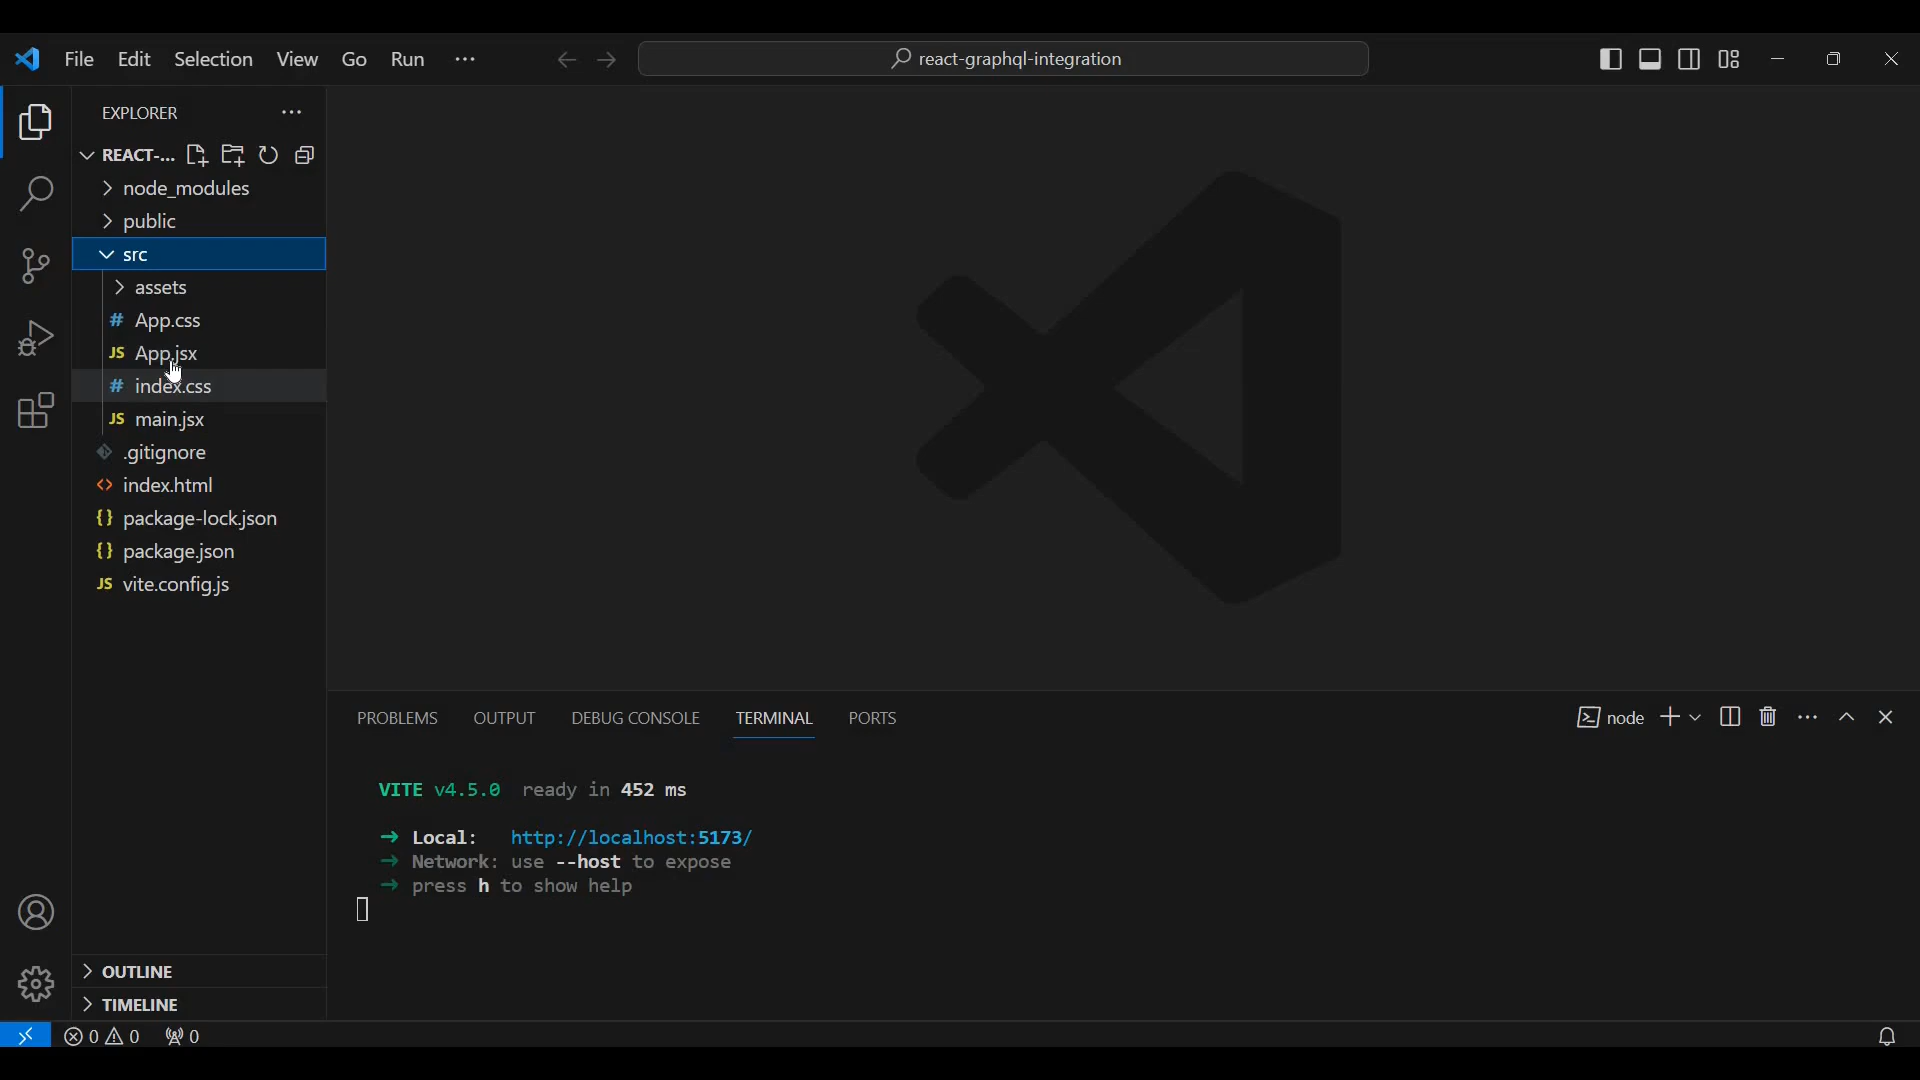 File Edit Selection View Go Run ··· react-graphql-integration
EXPLORER
REACT-...
node_modules
public
src
assets
# App.css
JS App.jsx
# index.css
JS main.jsx
.gitignore
<> index.html
{} package-lock.json
{} package.json
JS vite.config.js
OUTLINE
TIMELINE
PROBLEMS OUTPUT DEBUG CONSOLE TERMINAL PORTS node
VITE v4.5.0 ready in 452 ms
➜ Local: http://localhost:5173/
➜ Network: use --host to expose
➜ press h to show help
0 0 0